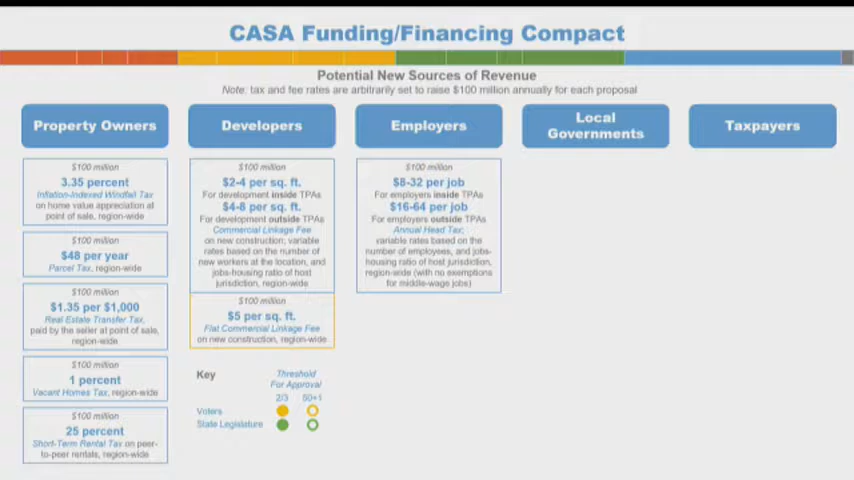 CASA Funding/Financing Compact
Potential New Sources of Revenue
Note: tax and fee rates are arbitrarily set to raise $100 million annually for each proposal
Property Owners
Developers
Employers
Local
Governments
Taxpayers
$100 million
3.35 percent
Inflation-Indexed Windfall Tax
on home value appreciation at
point of sale, region-wide
$100 million
$48 per year
Parcel Tax, region-wide
$100 million
$1.35 per $1,000
Real Estate Transfer Tax,
paid by the seller at point of sale,
region-wide
$100 million
1 percent
Vacant Homes Tax, region-wide
$100 million
25 percent
Short-Term Rental Tax on peer-
to-peer rentals, region-wide
$100 million
$2-4 per sq. ft.
For development inside TPAs
$4-8 per sq. ft.
For development outside TPAs
Commercial Linkage Fee
on new construction, variable
rates based on the number of
new workers at the location, and
jobs-housing ratio of host
jurisdiction, region-wide
$100 million
$5 per sq. ft.
Flat Commercial Linkage Fee
on new construction, region-wide
$100 million
$8-32 per job
For employers inside TPAs
$16-64 per job
For employers outside TPAs
Annual Head Tax;
variable rates based on the
number of employees, and jobs-
housing ratio of host jurisdiction,
region-wide (with no exemptions
for middle-wage jobs)
Key
Threshold
For Approval
2/3 50+1
Voters
State Legislature